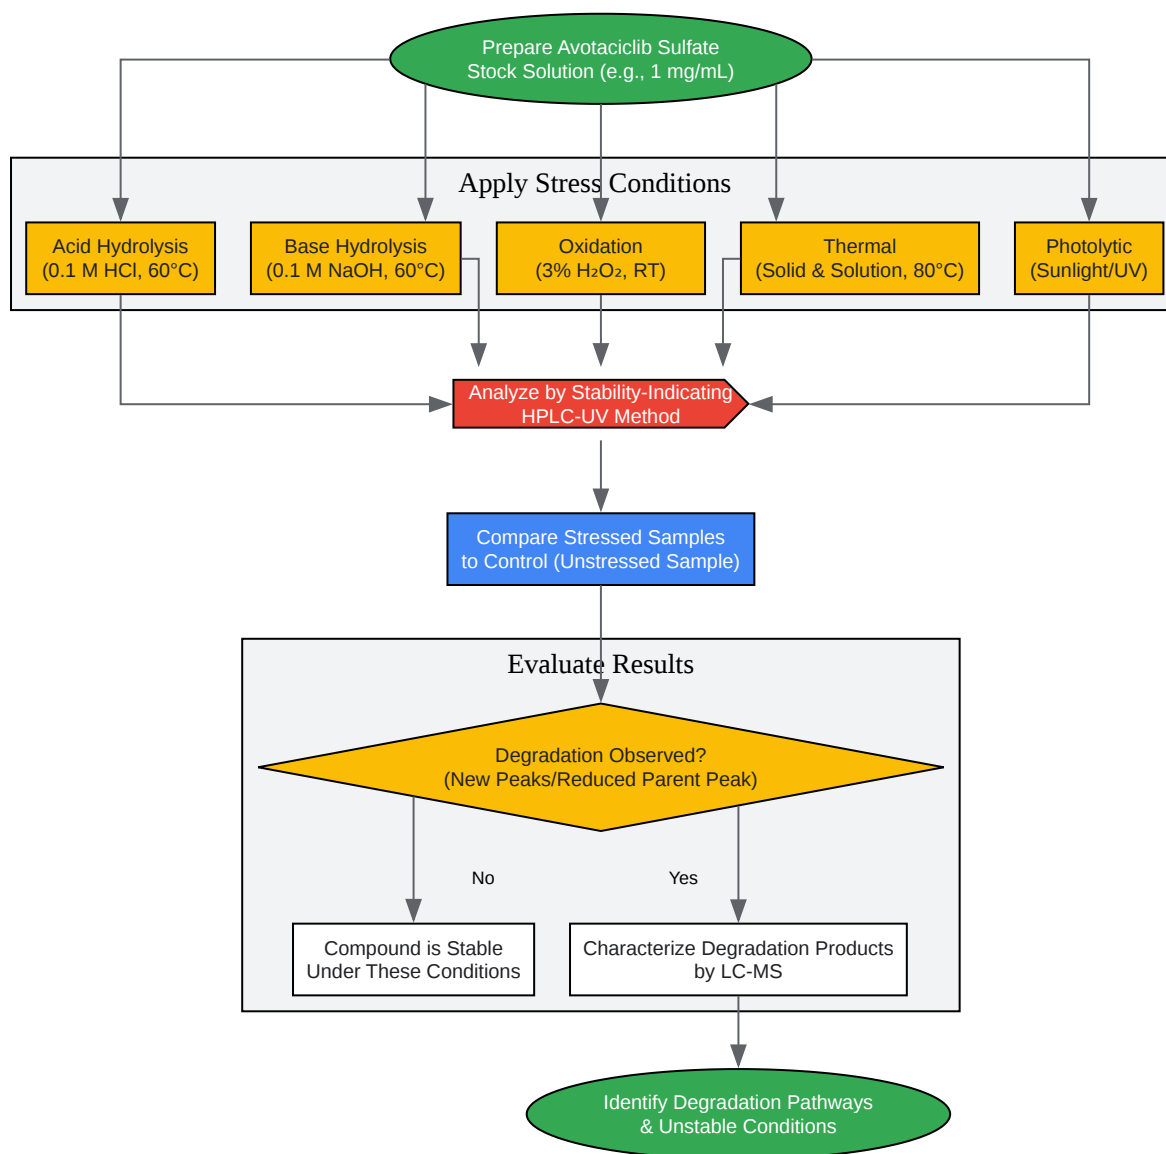 Prepare Avotaciclib Sulfate
Stock Solution (e.g., 1 mg/mL)
Apply Stress Conditions
Acid Hydrolysis
(0.1 M HCl, 60°C)
Base Hydrolysis
(0.1 M NaOH, 60°C)
Oxidation
(3% H₂O₂, RT)
Thermal
(Solid & Solution, 80°C)
Photolytic
(Sunlight/UV)
Analyze by Stability-Indicating
HPLC-UV Method
Compare Stressed Samples
to Control (Unstressed Sample)
Evaluate Results
Degradation Observed?
(New Peaks/Reduced Parent Peak)
No
Yes
Compound is Stable
Under These Conditions
Characterize Degradation Products
by LC-MS
Identify Degradation Pathways
& Unstable Conditions